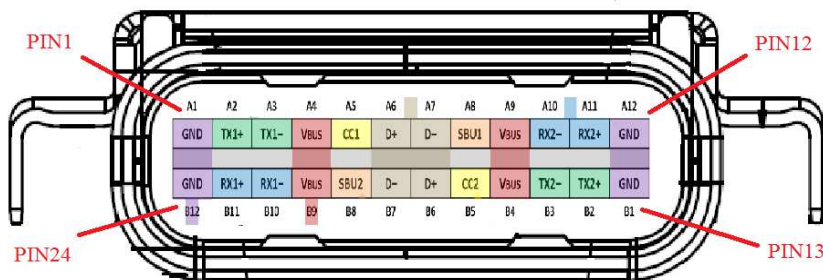 PIN1 PIN12
A1 A2 A3 A4 A5 A6 A7 A8 A9 A10 A11 A12
GND TX1+ TX1− VBUS CC1 D+ D− SBU1 VBUS RX2− RX2+ GND
GND RX1+ RX1− VBUS SBU2 D− D+ CC2 VBUS TX2− TX2+ GND
B12 B11 B10 B9 B8 B7 B6 B5 B4 B3 B2 B1
PIN24 PIN13